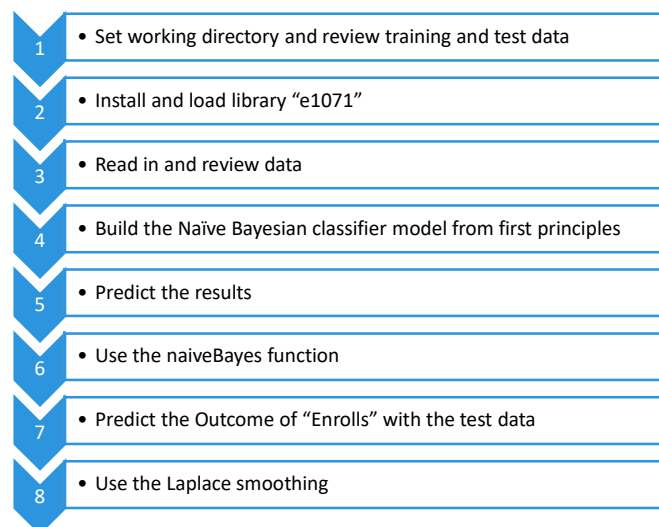 1 • Set working directory and review training and test data
2 • Install and load library “e1071”
3 • Read in and review data
4 • Build the Naïve Bayesian classifier model from first principles
5 • Predict the results
6 • Use the naiveBayes function
7 • Predict the Outcome of “Enrolls” with the test data
8 • Use the Laplace smoothing